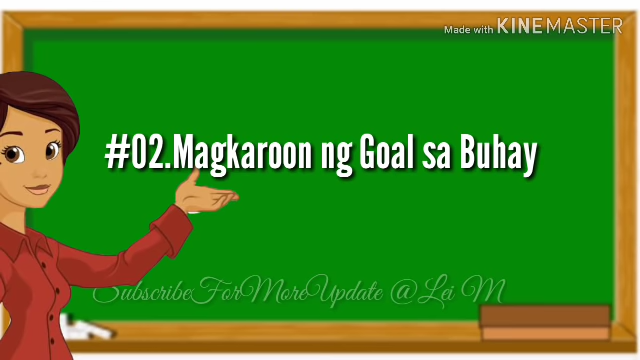 Made with KINEMASTER
#02.Magkaroon ng Goal sa Buhay
SubscribeForMoreUpdate @Lei M